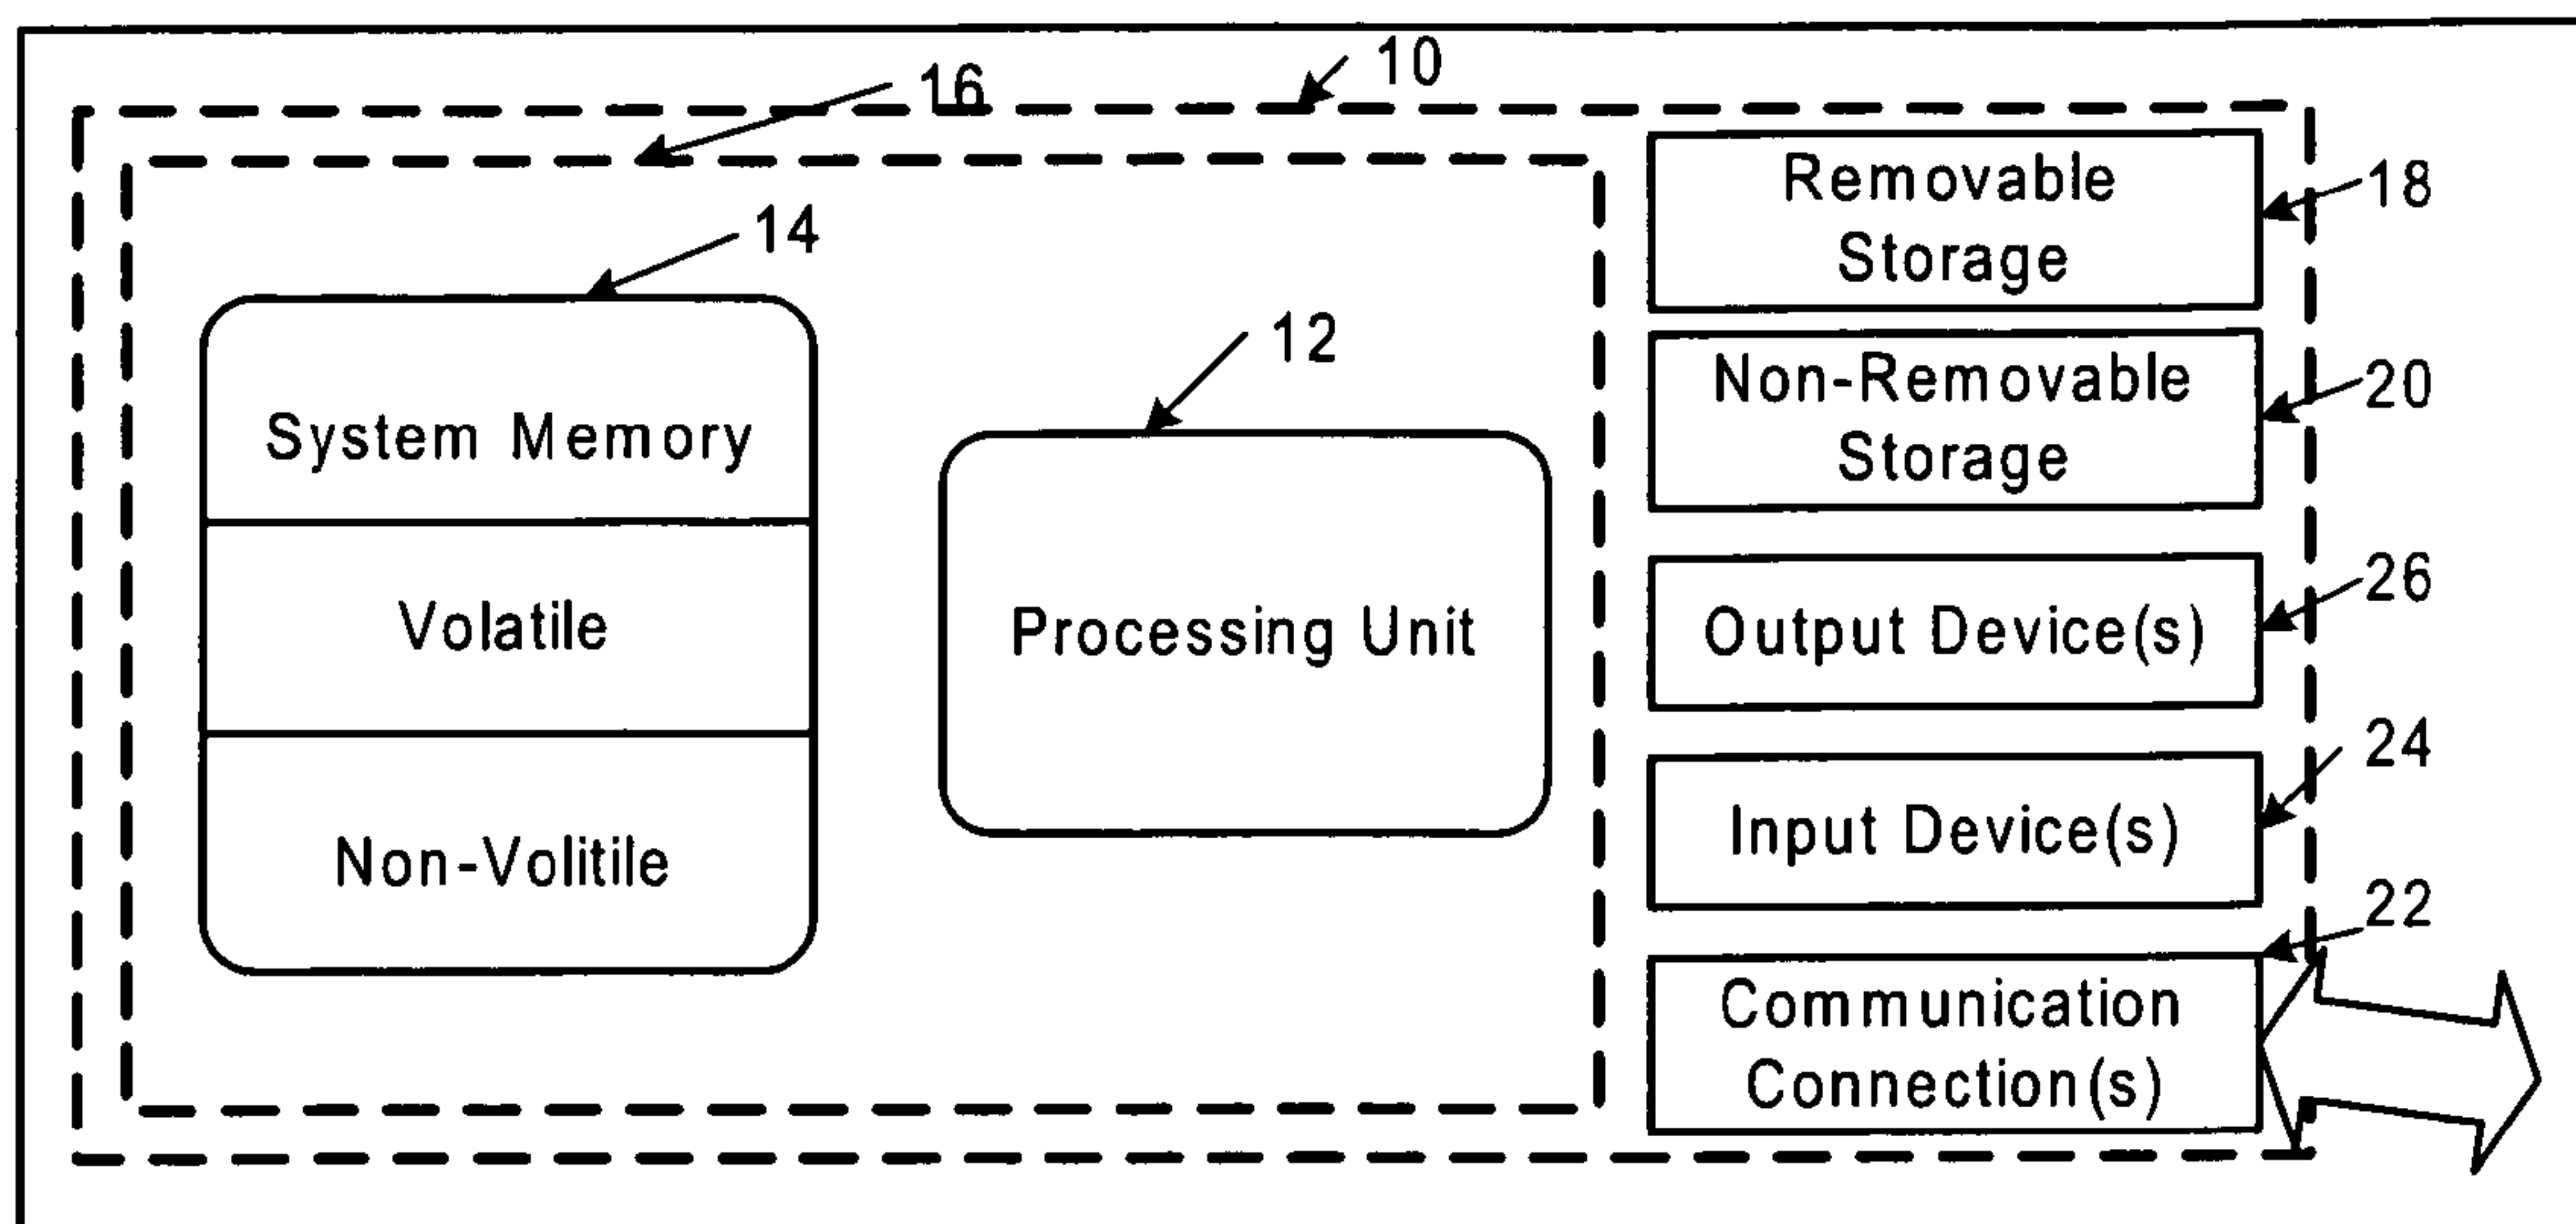 10
16
14
12
System Memory
Volatile
Non-Volitile
Processing Unit
Removable
Storage
18
Non-Removable
Storage
20
Output Device(s)
26
Input Device(s)
24
Communication
Connection(s)
22